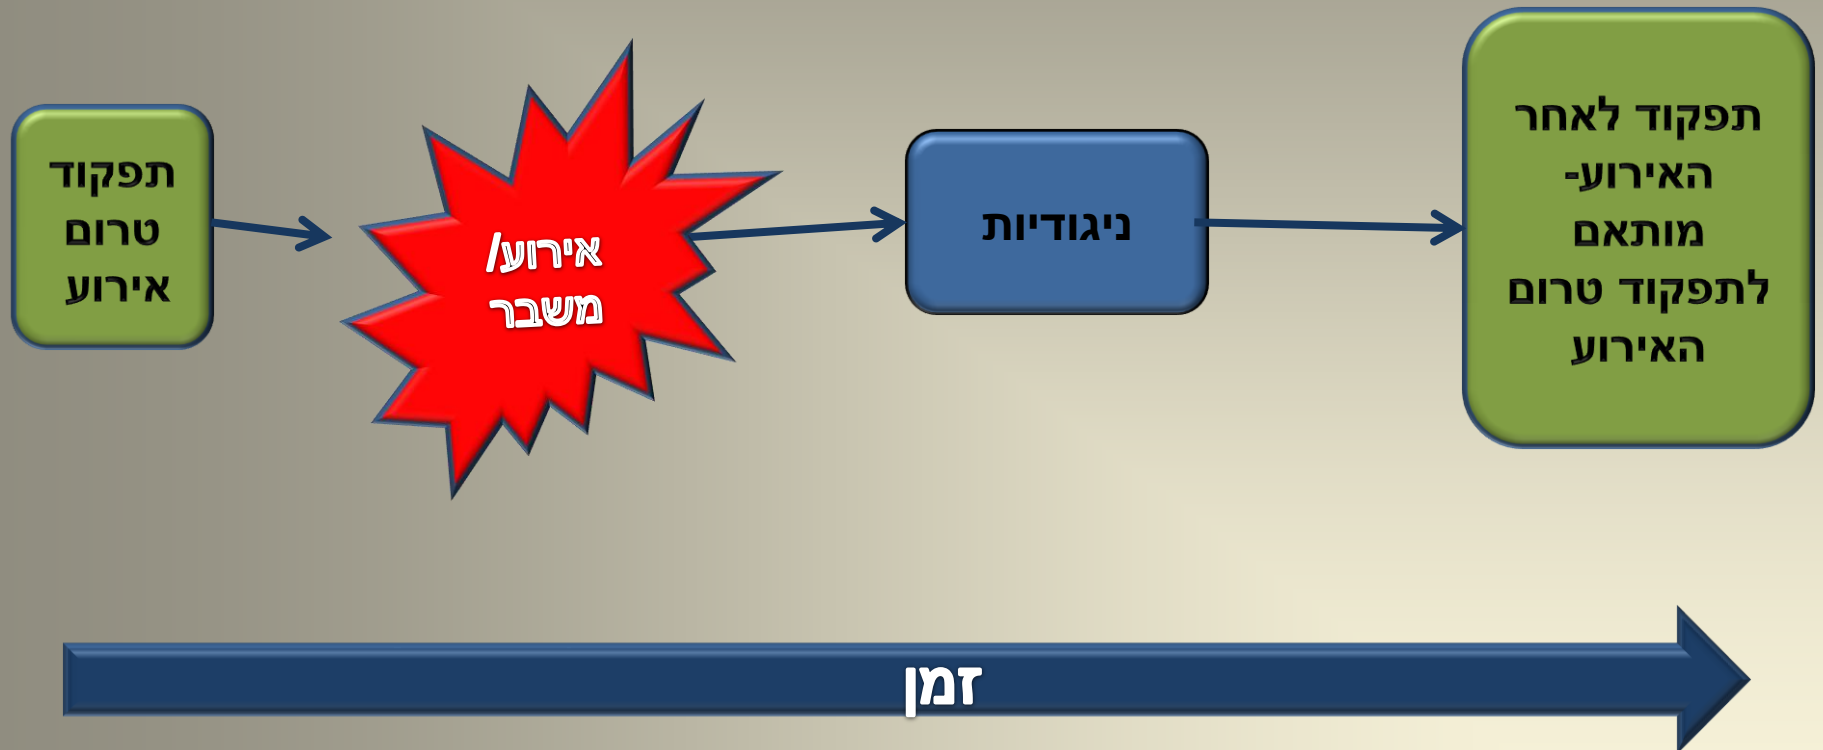 תפקוד
טרום
אירוע
אירוע/
משבר
ניגודיות
תפקוד לאחר
האירוע-
מותאם
לתפקוד טרום
האירוע
זמן